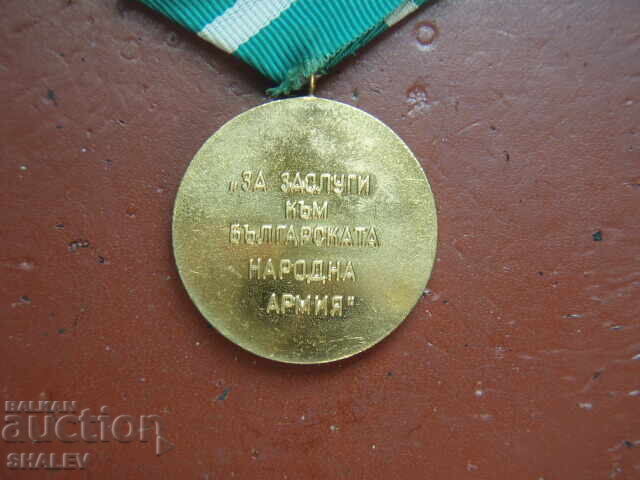 „ЗА ЗАСЛУГИ
КЪМ
БЪЛГАРСКАТА
НАРОДНА
АРМИЯ"
BALKAN
auction
SHALEV